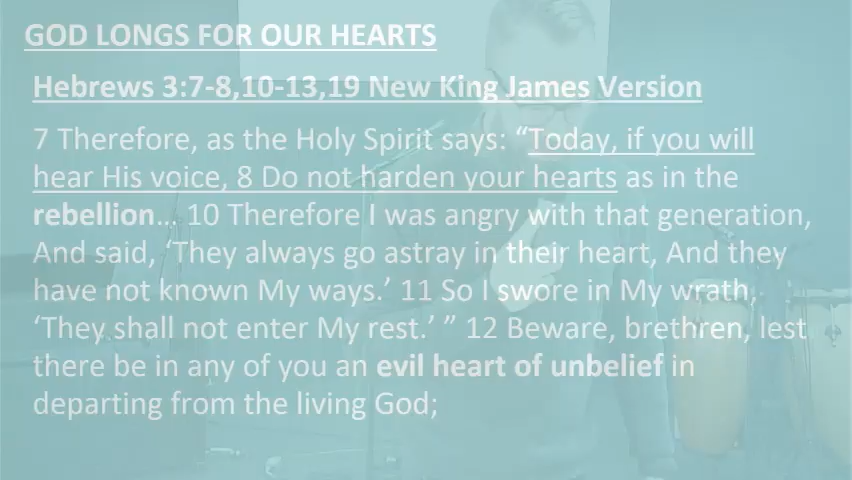 GOD LONGS FOR OUR HEARTS
Hebrews 3:7-8,10-13,19 New King James Version
7 Therefore, as the Holy Spirit says: “Today, if you will
hear His voice, 8 Do not harden your hearts as in the
rebellion… 10 Therefore I was angry with that generation,
And said, ‘They always go astray in their heart, And they
have not known My ways.’ 11 So I swore in My wrath,
‘They shall not enter My rest.’ ” 12 Beware, brethren, lest
there be in any of you an evil heart of unbelief in
departing from the living God;